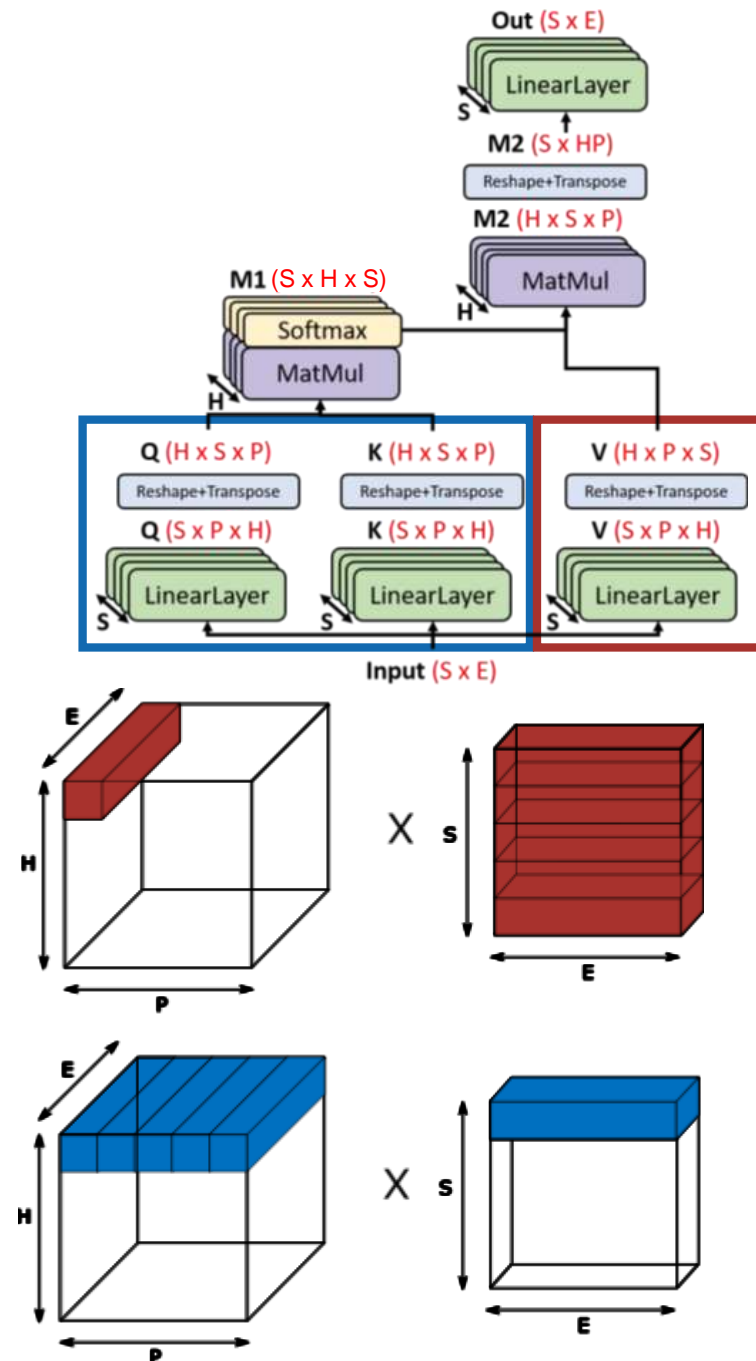 Out (S x E)
LinearLayer
S
M2 (S x HP)
Reshape+Transpose
M2 (H x S x P)
MatMul
H
M1 (S x H x S)
Softmax
MatMul
H
Q (H x S x P) K (H x S x P) V (H x P x S)
Reshape+Transpose Reshape+Transpose Reshape+Transpose
Q (S x P x H) K (S x P x H) V (S x P x H)
LinearLayer LinearLayer LinearLayer
S S S
Input (S x E)
E
H
P
X
S
E
E
H
P
X
S
E